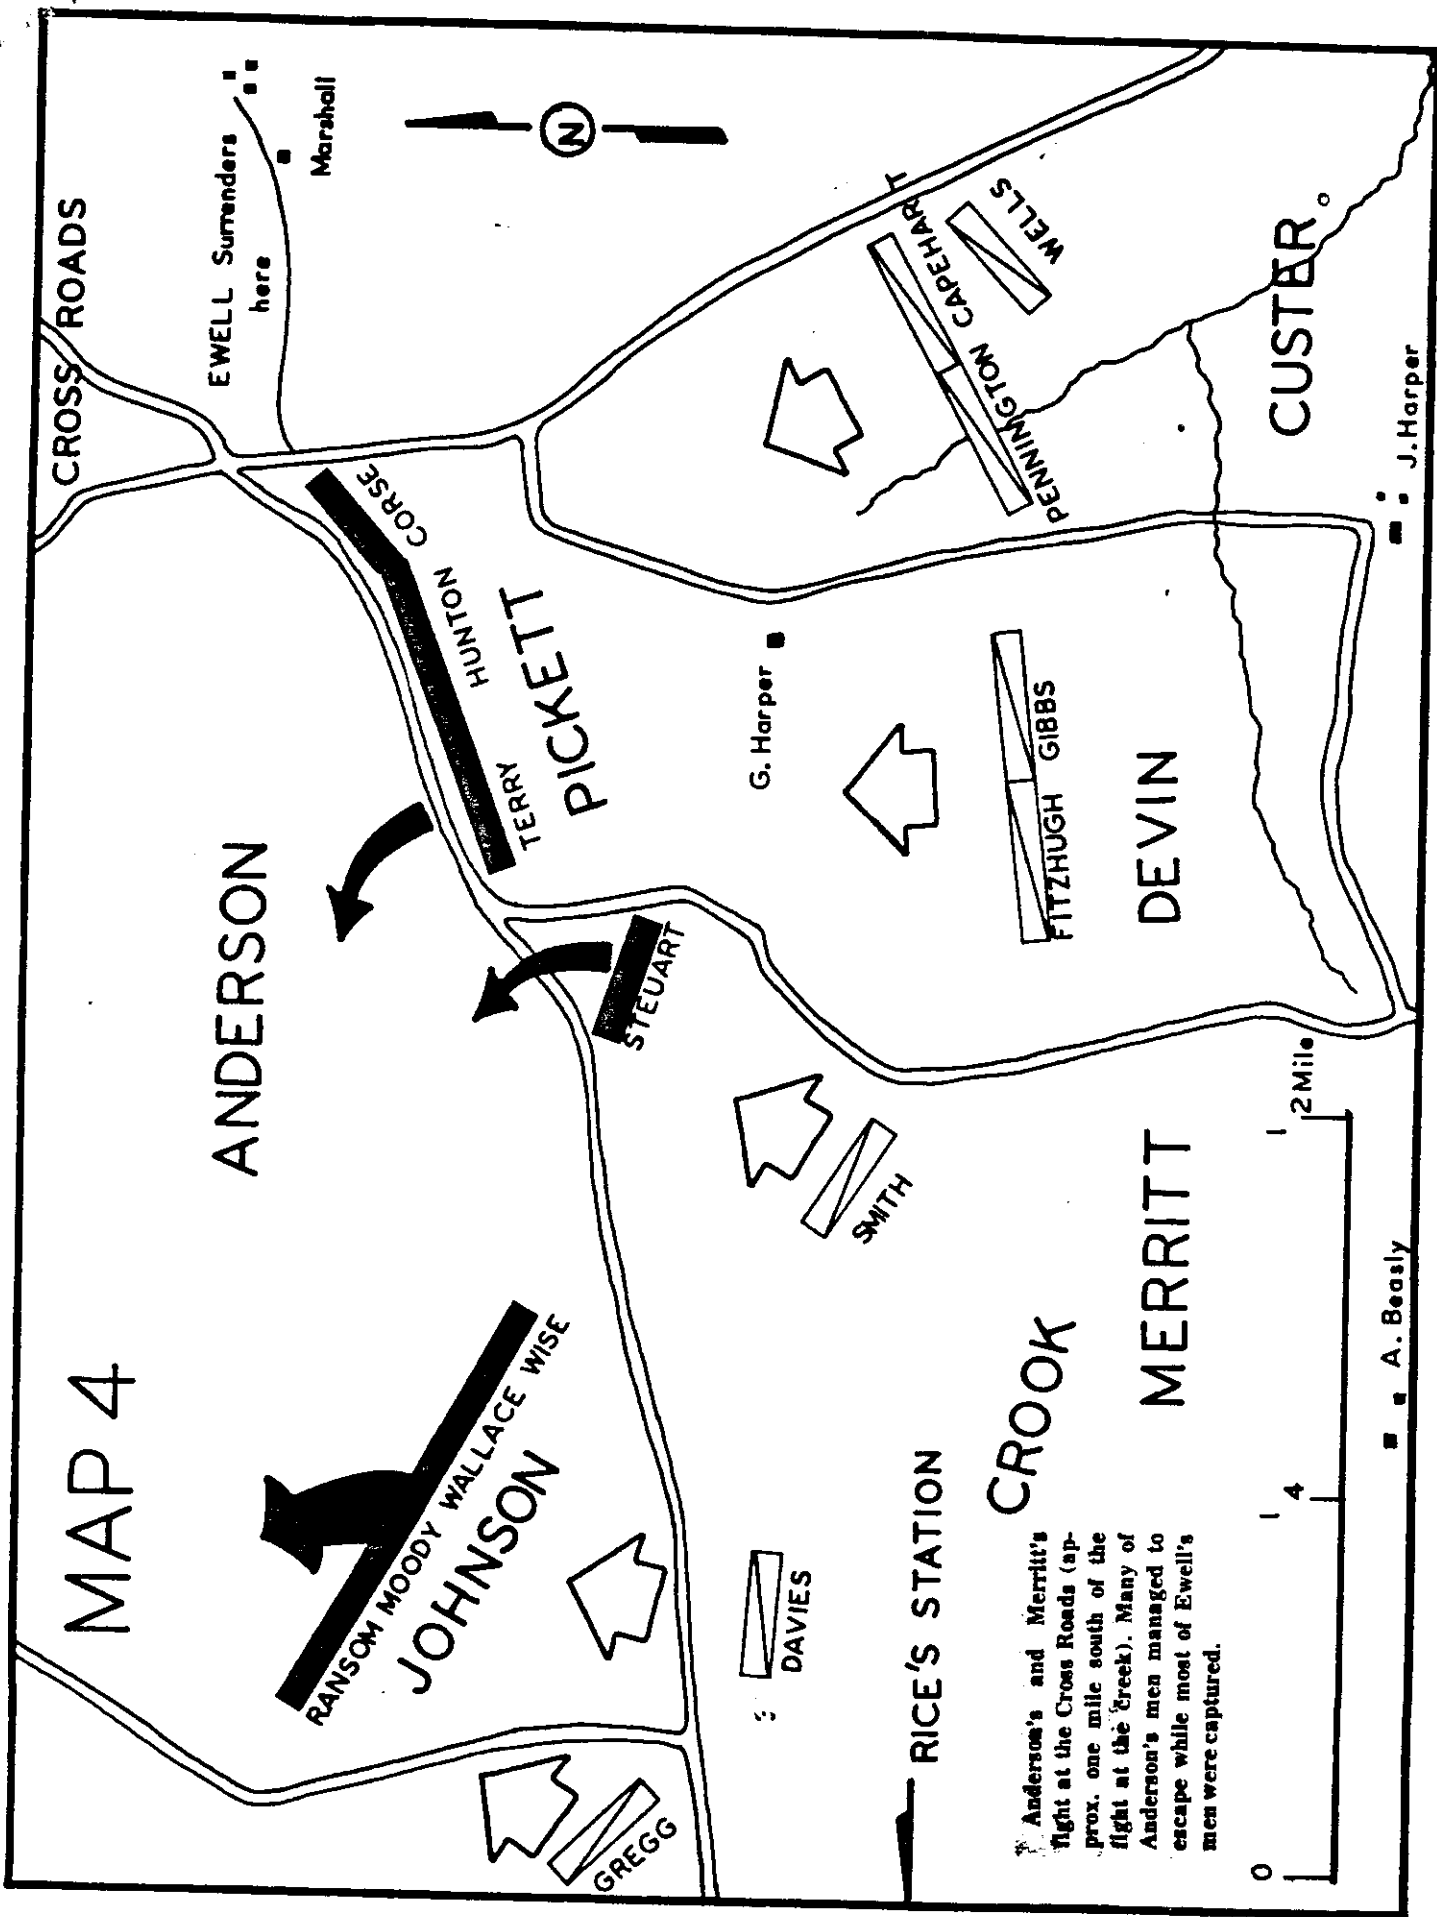 MAP 4
CROSS ROADS
EWELL Surrenders
here
Marshall
N
ANDERSON
RANSOM MOODY WALLACE WISE
JOHNSON
TERRY HUNTON CORSE
PICKETT
STEUART
GREGG
DAVIES
SMITH
G. Harper
FITZHUGH GIBBS
DEVIN
PENNINGTON CAPEHART
WELLS
CUSTER
RICE'S STATION
CROOK
MERRITT
Anderson's and Merritt's
fight at the Cross Roads (ap-
prox. one mile south of the
fight at the creek). Many of
Anderson's men managed to
escape while most of Ewell's
men were captured.
0
1
4
1
2 Mile
A. Beasly
J. Harper